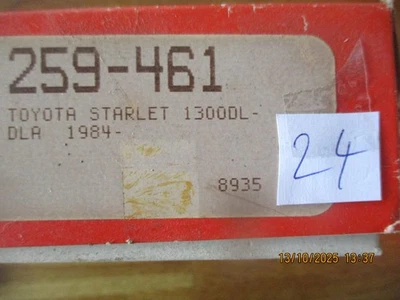 259-461
TOYOTA STARLET 1300DL-
DLA 1984-
24
8935
13/10/2025 13:37